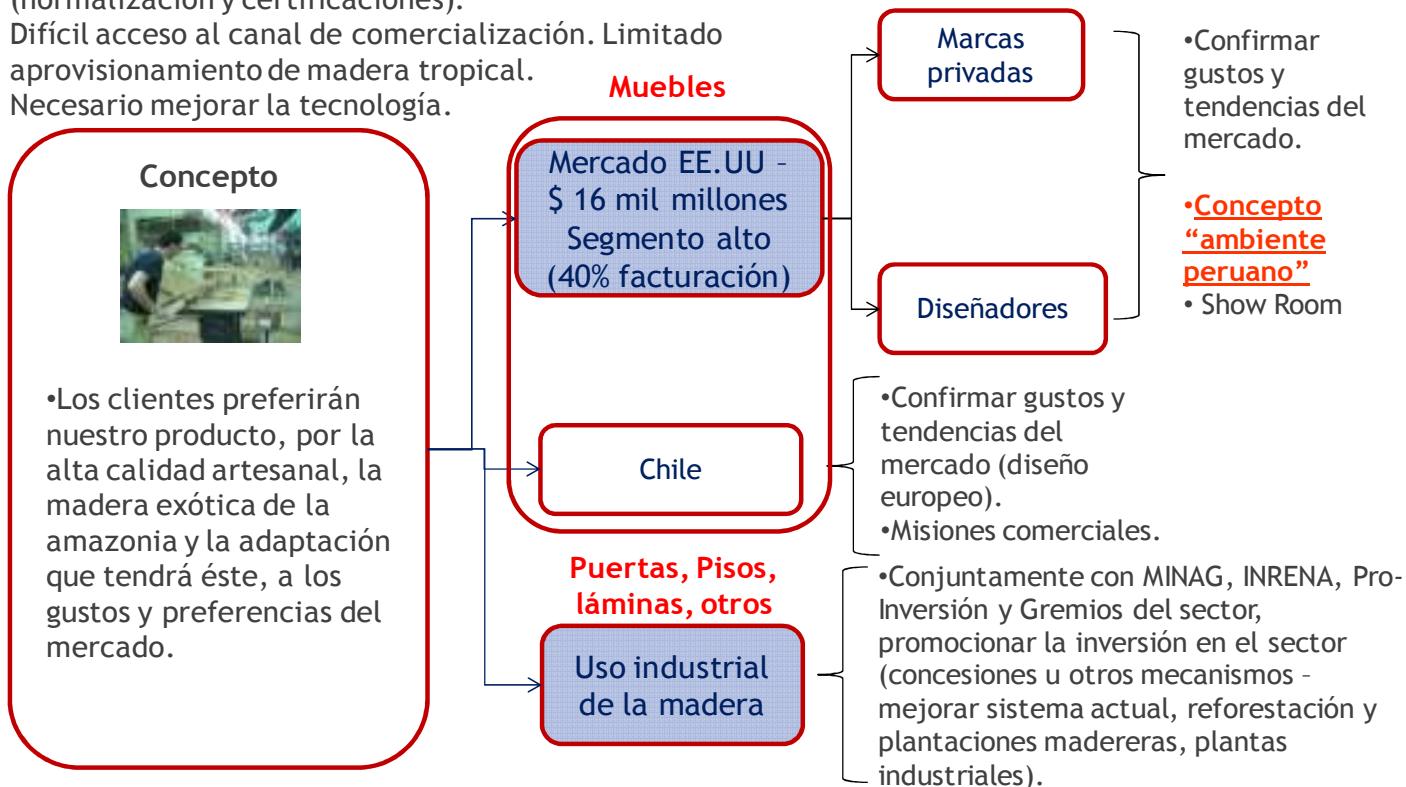 (normalización y certificaciones).
Difícil acceso al canal de comercialización. Limitado
aprovisionamiento de madera tropical.
Necesario mejorar la tecnología.
Concepto
•Los clientes preferirán
nuestro producto, por la
alta calidad artesanal, la
madera exótica de la
amazonia y la adaptación
que tendrá éste, a los
gustos y preferencias del
mercado.
Muebles
Mercado EE.UU –
$ 16 mil millones
Segmento alto
(40% facturación)
Chile
Puertas, Pisos,
láminas, otros
Uso industrial
de la madera
Marcas
privadas
Diseñadores
•Confirmar
gustos y
tendencias del
mercado.
•Concepto
“ambiente
peruano”
• Show Room
•Confirmar gustos y
tendencias del
mercado (diseño
europeo).
•Misiones comerciales.
•Conjuntamente con MINAG, INRENA, Pro-
Inversión y Gremios del sector,
promocionar la inversión en el sector
(concesiones u otros mecanismos –
mejorar sistema actual, reforestación y
plantaciones madereras, plantas
industriales).